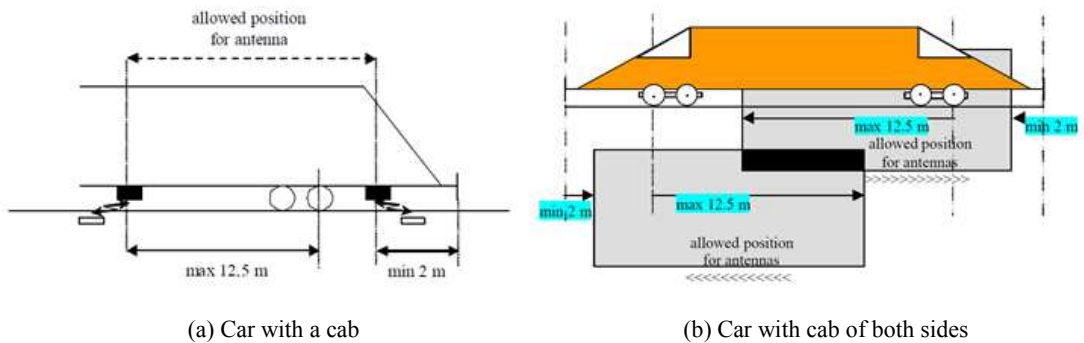 allowed position
for antenna
max 12.5 m
min 2 m
(a) Car with a cab
max 12.5 m
min 2 m
allowed position
for antennas
>>>>>>>>>>>>
min 2 m
max 12.5 m
allowed position
for antennas
<<<<<<<<<<<<
(b) Car with cab of both sides